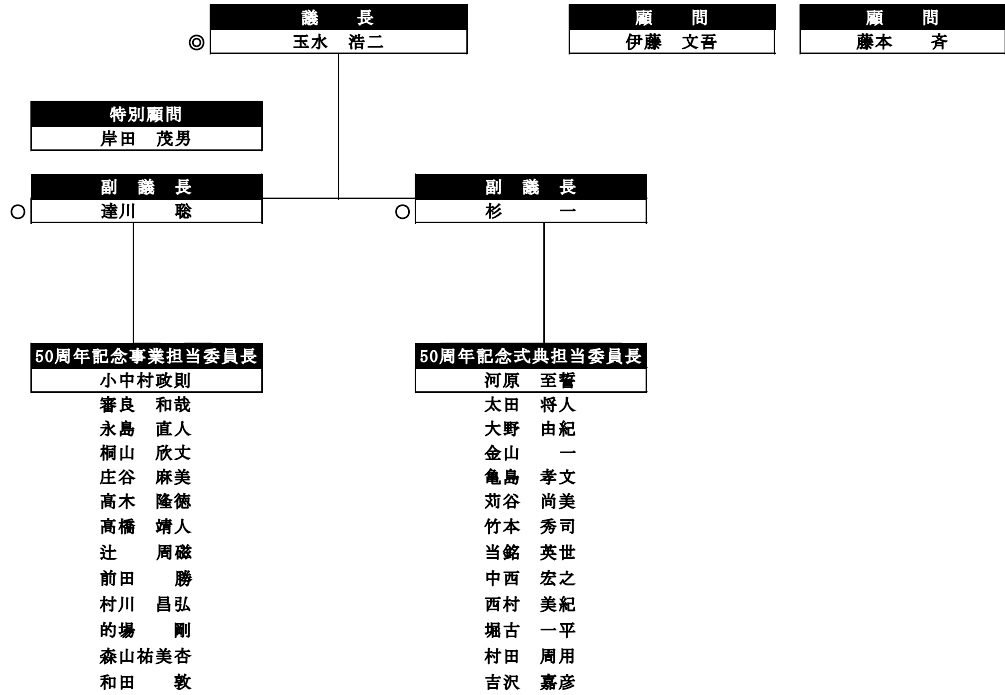 議　長
◎ 玉水　浩二
顧　問
伊藤　文吾
顧　問
藤本　斉
特別顧問
岸田　茂男
副　議　長
○ 達川　聡
副　議　長
○ 杉　一
50周年記念事業担当委員長
小中村政則
審良　和哉
永島　直人
桐山　欣丈
庄谷　麻美
高木　隆徳
高橋　靖人
辻　周磁
前田　勝
村川　昌弘
的場　剛
森山祐美杏
和田　敦
50周年記念式典担当委員長
河原　至誓
太田　将人
大野　由紀
金山　一
亀島　孝文
苅谷　尚美
竹本　秀司
当銘　英世
中西　宏之
西村　美紀
堀古　一平
村田　周用
吉沢　嘉彦